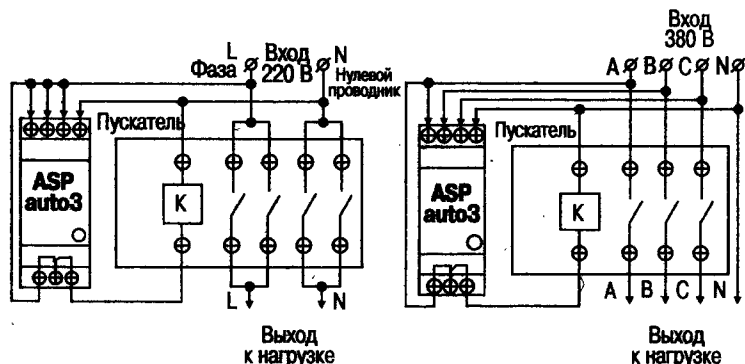 L Вход N
Фаза 220 В
Нулевой
проводник
Пускатель
ASP
auto3
К
L N
Выход
к нагрузке
Вход
380 В
A B C N
Пускатель
ASP
auto3
К
A B C N
Выход
к нагрузке